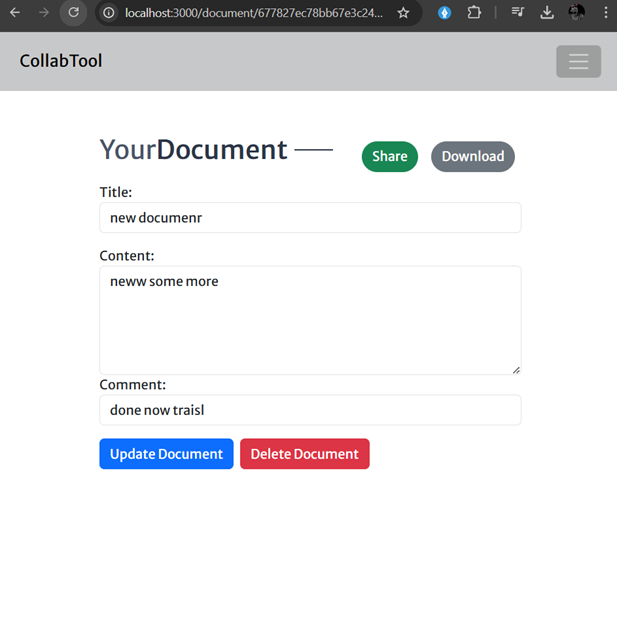 localhost:3000/document/677827ec78bb67e3c24...
CollabTool
YourDocument
Share
Download
Title:
new documenr
Content:
neww some more
Comment:
done now traisl
Update Document
Delete Document